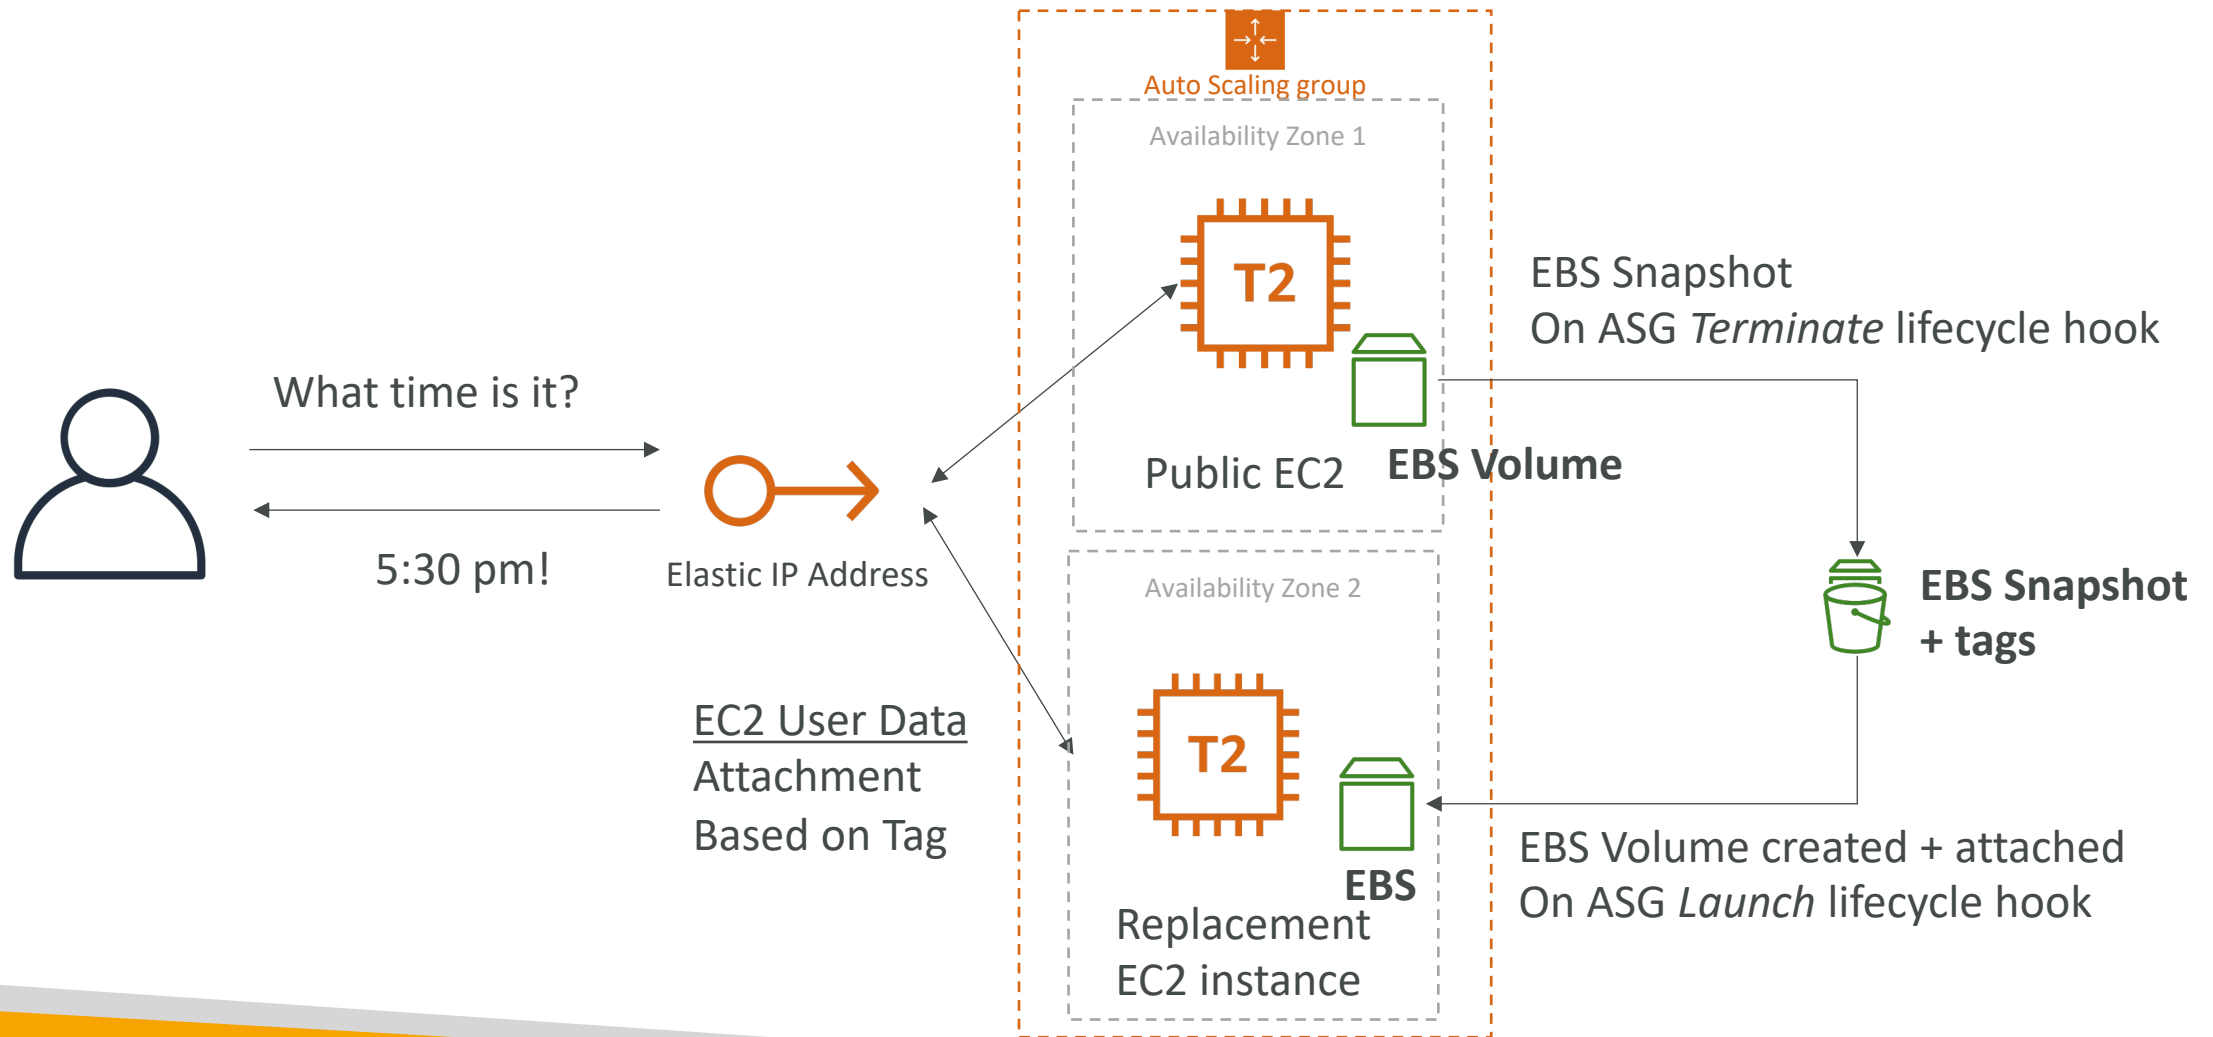 Auto Scaling group
Availability Zone 1
T2
Public EC2
EBS Volume
EBS Snapshot
On ASG Terminate lifecycle hook
What time is it?
5:30 pm!
Elastic IP Address
EBS Snapshot
+ tags
Availability Zone 2
T2
EBS
Replacement
EC2 instance
EC2 User Data
Attachment
Based on Tag
EBS Volume created + attached
On ASG Launch lifecycle hook